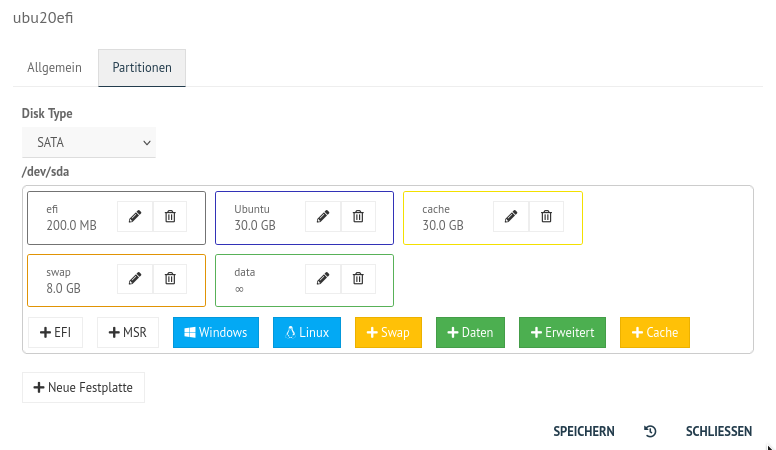 ubu20efi
Allgemein Partitionen
Disk Type
SATA
/dev/sda
efi
200.0 MB
Ubuntu
30.0 GB
cache
30.0 GB
swap
8.0 GB
data
∞
+ EFI + MSR Windows Linux + Swap + Daten + Erweitert + Cache
+ Neue Festplatte
SPEICHERN SCHLIESSEN